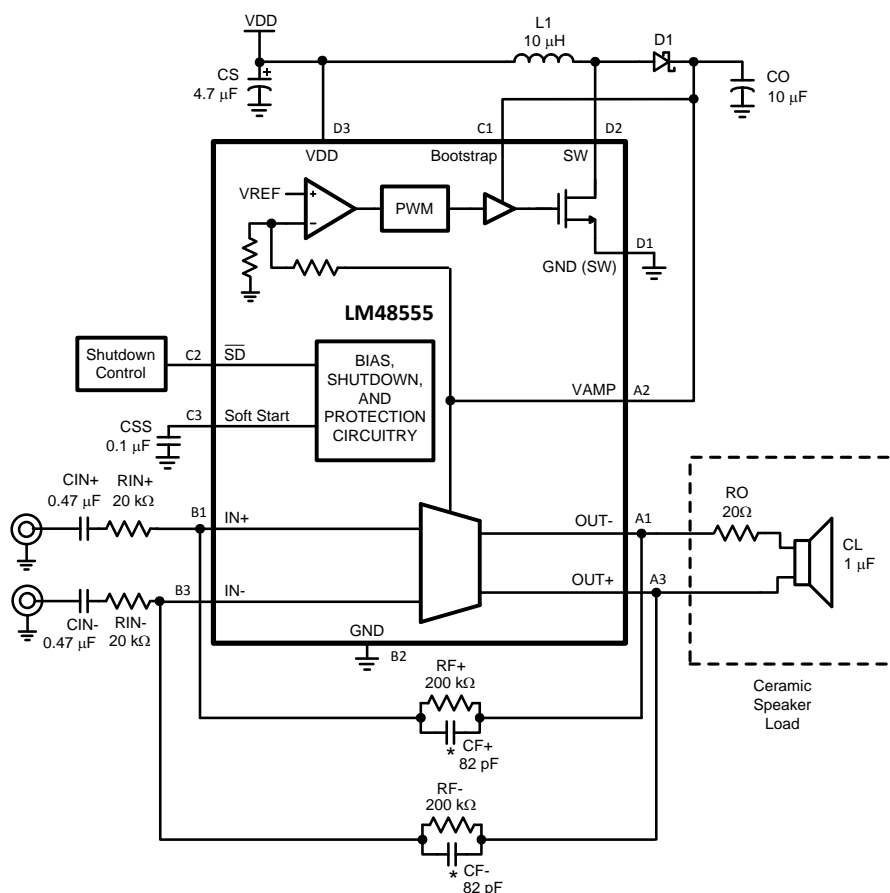 VDD
CS
4.7 μF
+
L1
10 μH
D1
CO
10 μF
D3
C1
D2
VDD
Bootstrap
SW
VREF
+
−
PWM
D1
GND (SW)
LM48555
Shutdown
Control
C2
SD
BIAS,
SHUTDOWN,
AND
PROTECTION
CIRCUITRY
VAMP
A2
CSS
0.1 μF
C3
Soft Start
CIN+
0.47 μF
RIN+
20 kΩ
B1
IN+
OUT-
A1
RO
20Ω
CL
1 μF
B3
IN-
OUT+
A3
CIN-
0.47 μF
RIN-
20 kΩ
GND
B2
RF+
200 kΩ
* CF+
82 pF
Ceramic
Speaker
Load
RF-
200 kΩ
* CF-
82 pF